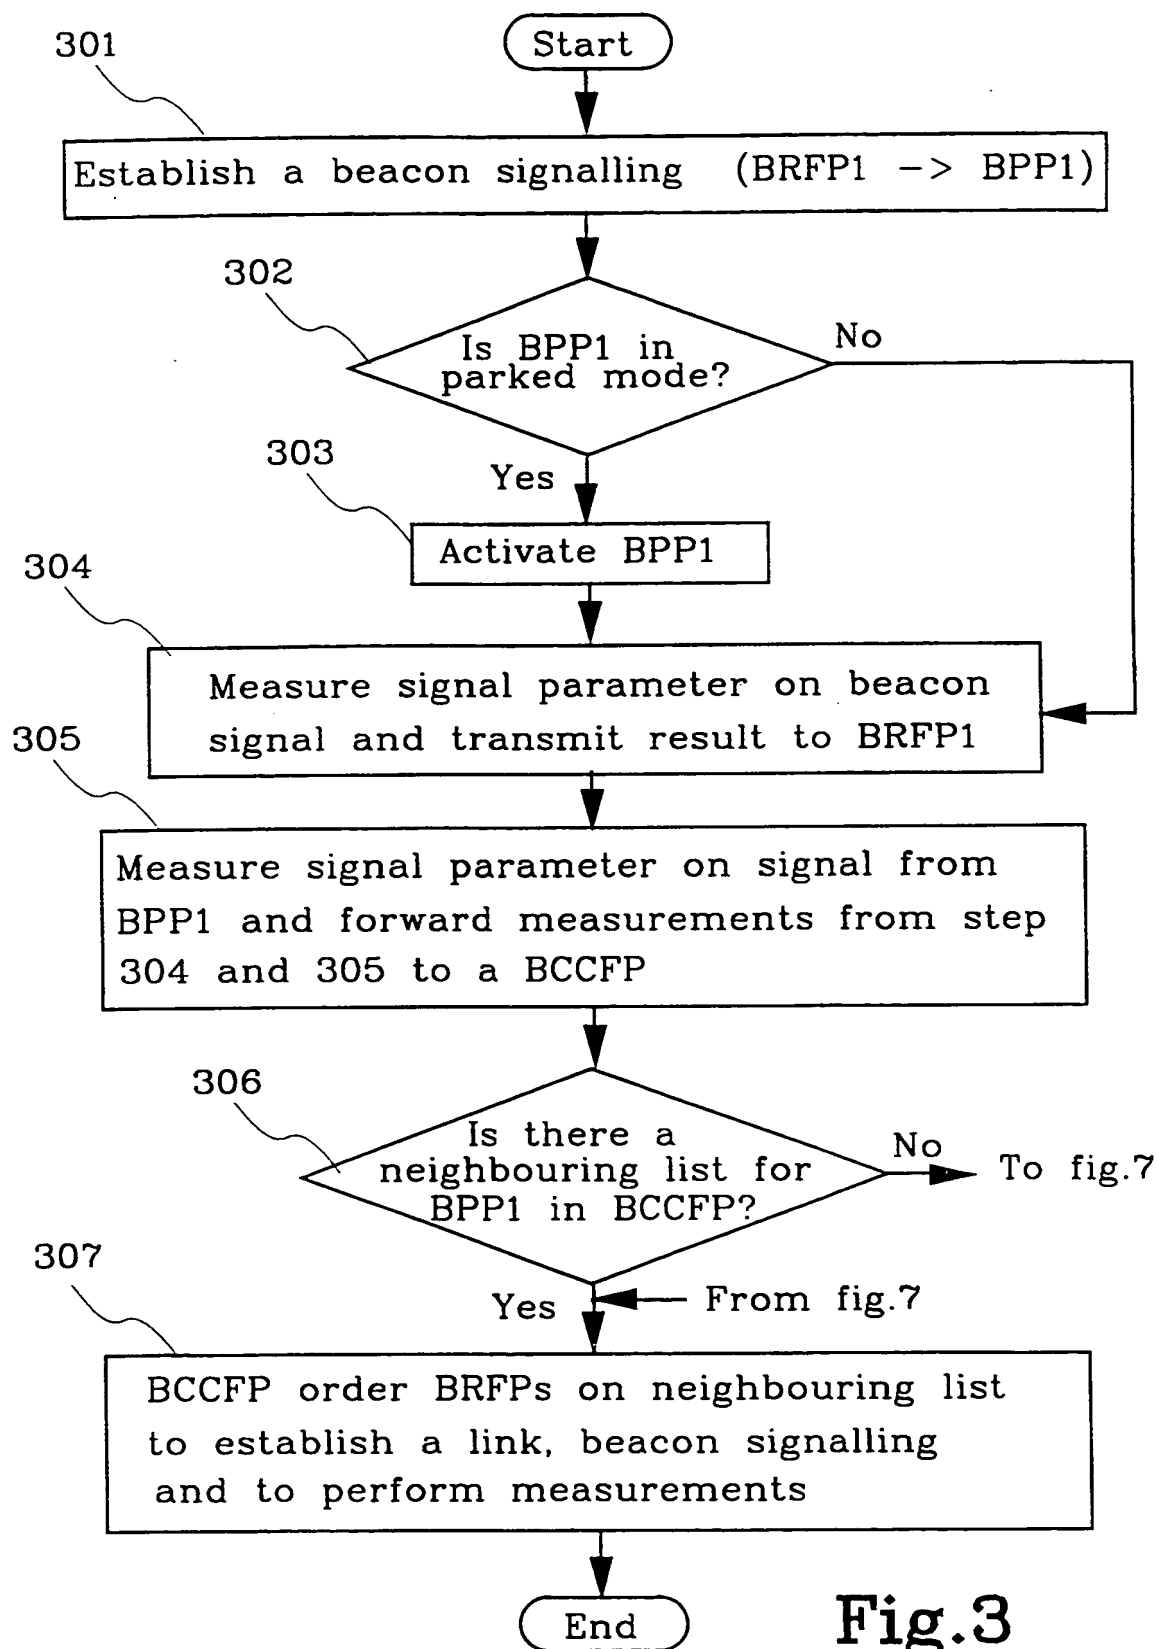 Start
301
Establish a beacon signalling (BRFP1 -> BPP1)
302
Is BPP1 in
parked mode?
No
303
Yes
Activate BPP1
304
Measure signal parameter on beacon
signal and transmit result to BRFP1
305
Measure signal parameter on signal from
BPP1 and forward measurements from step
304 and 305 to a BCCFP
306
Is there a
neighbouring list for
BPP1 in BCCFP?
No
To fig.7
307
Yes
From fig.7
BCCFP order BRFPs on neighbouring list
to establish a link, beacon signalling
and to perform measurements
End
Fig.3